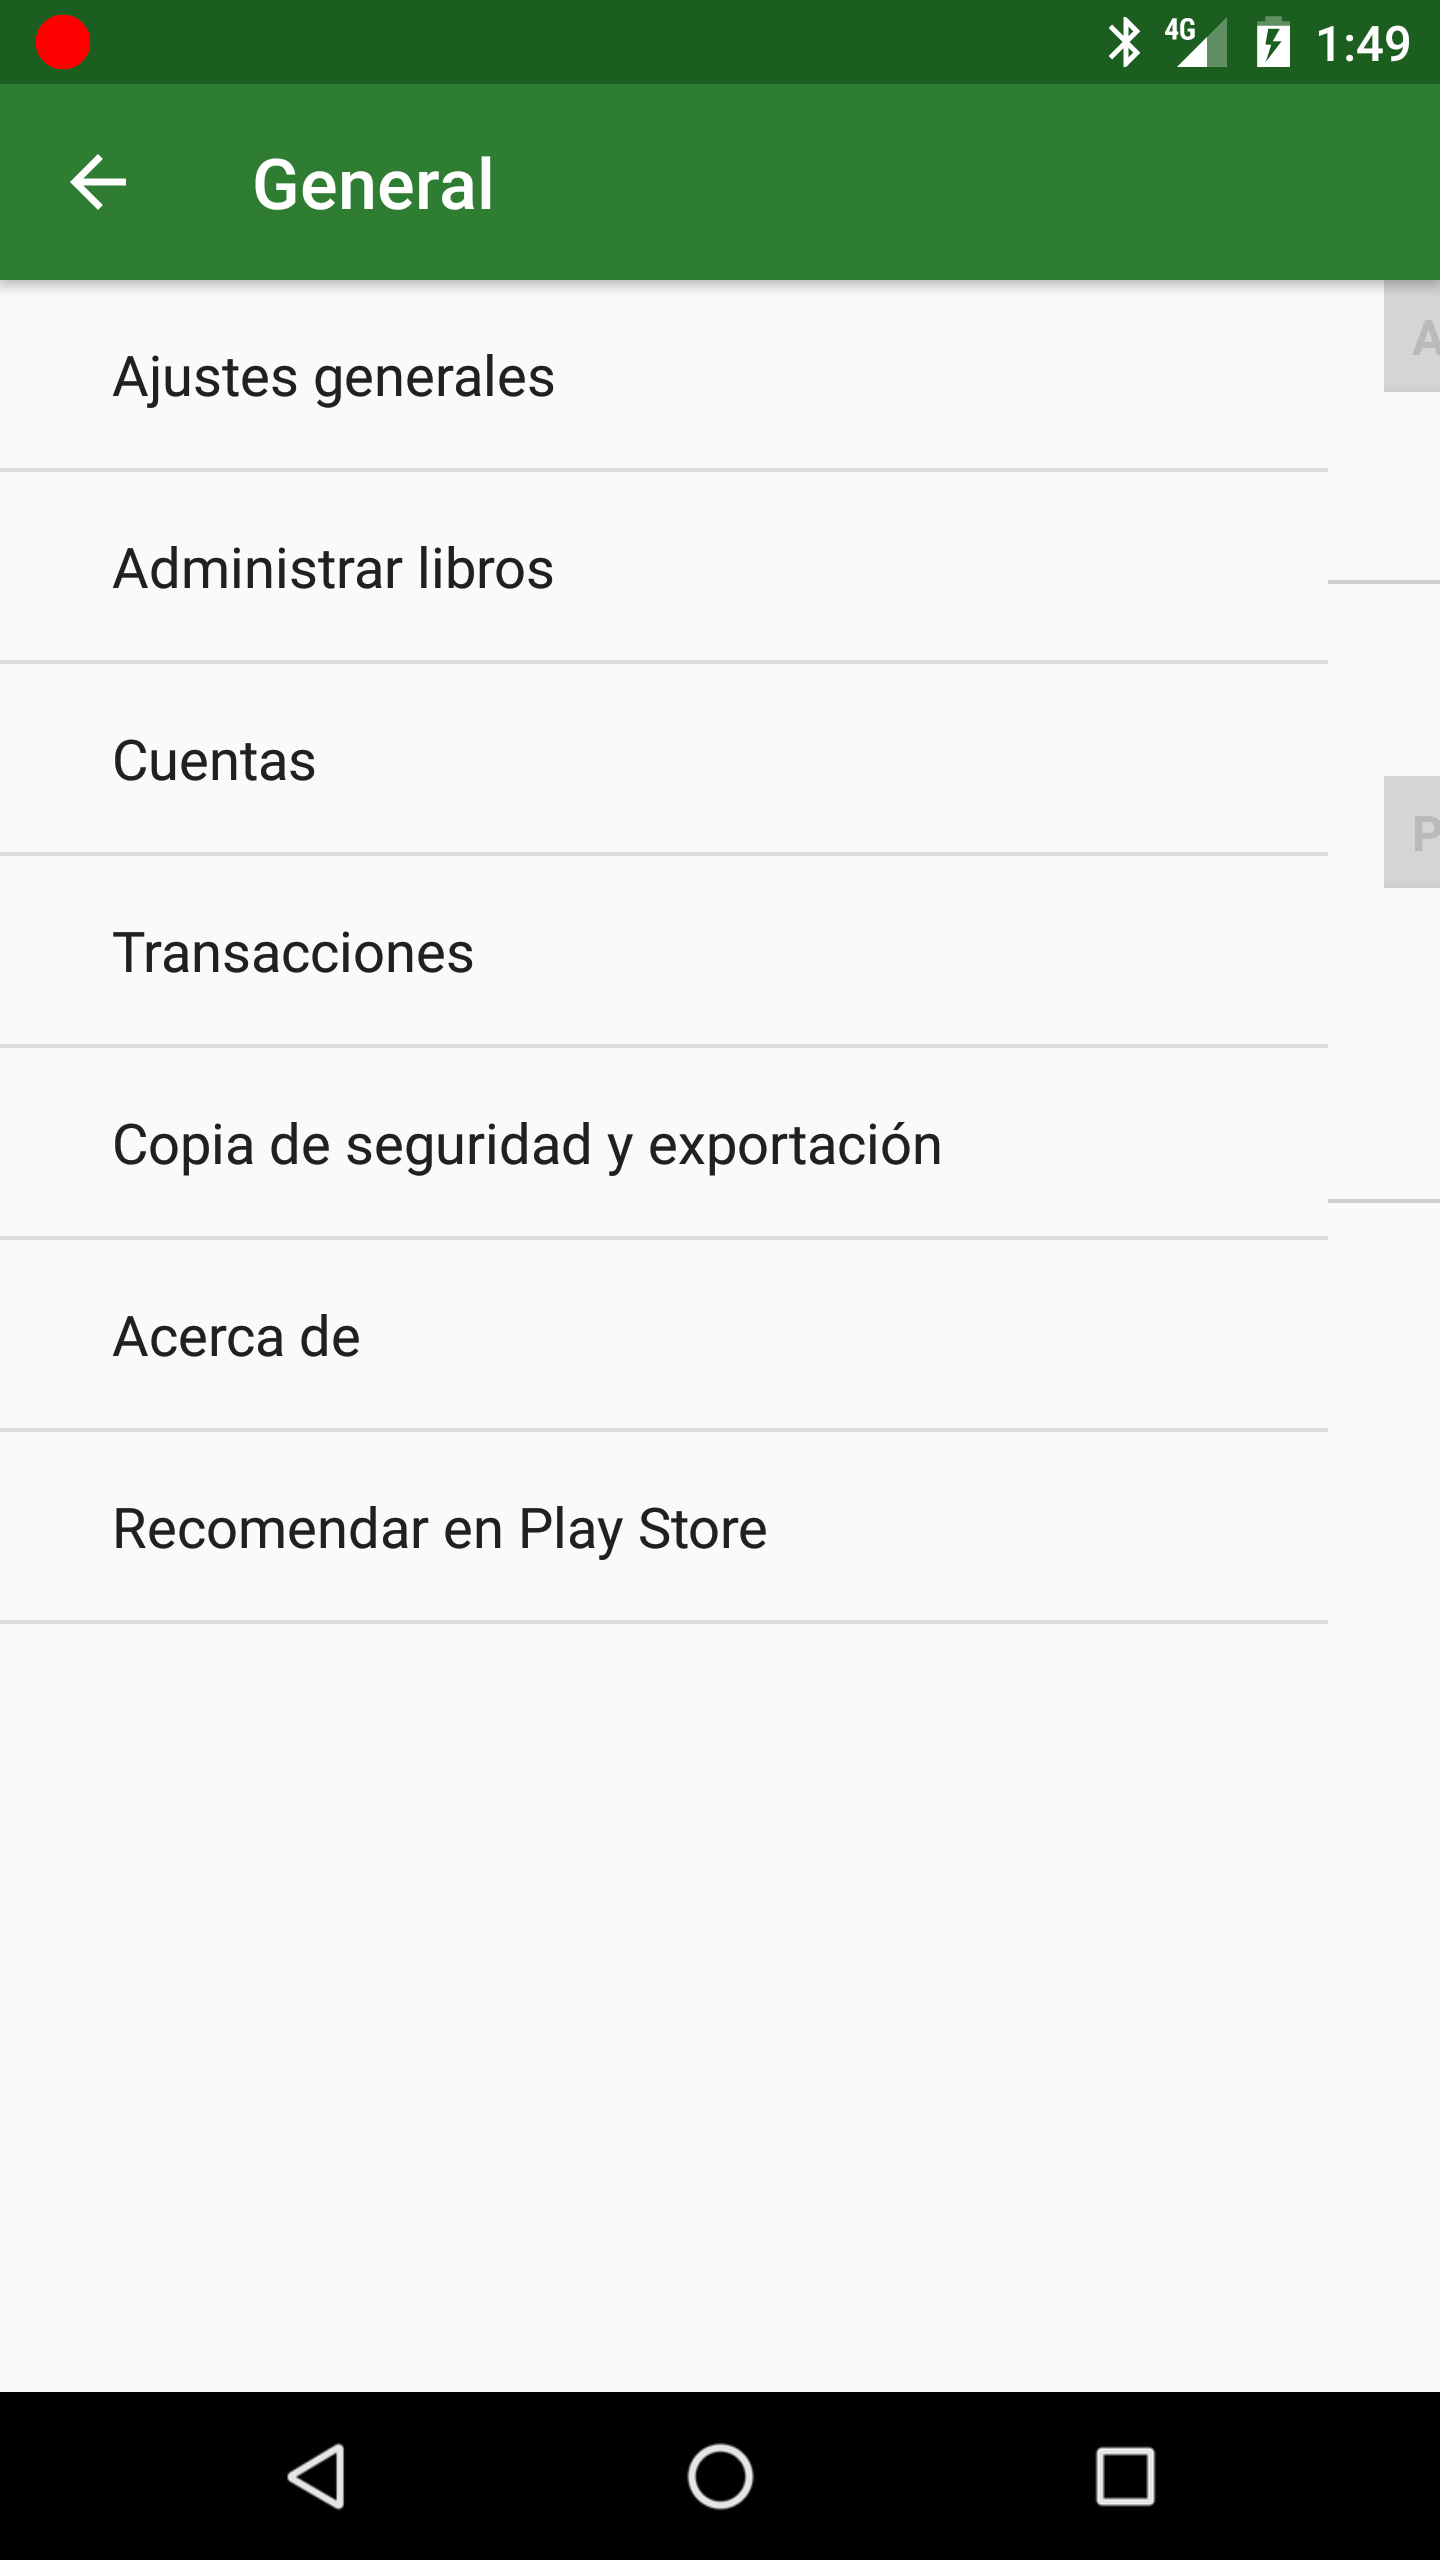 4G 1:49
General
Ajustes generales
Administrar libros
Cuentas
Transacciones
Copia de seguridad y exportación
Acerca de
Recomendar en Play Store